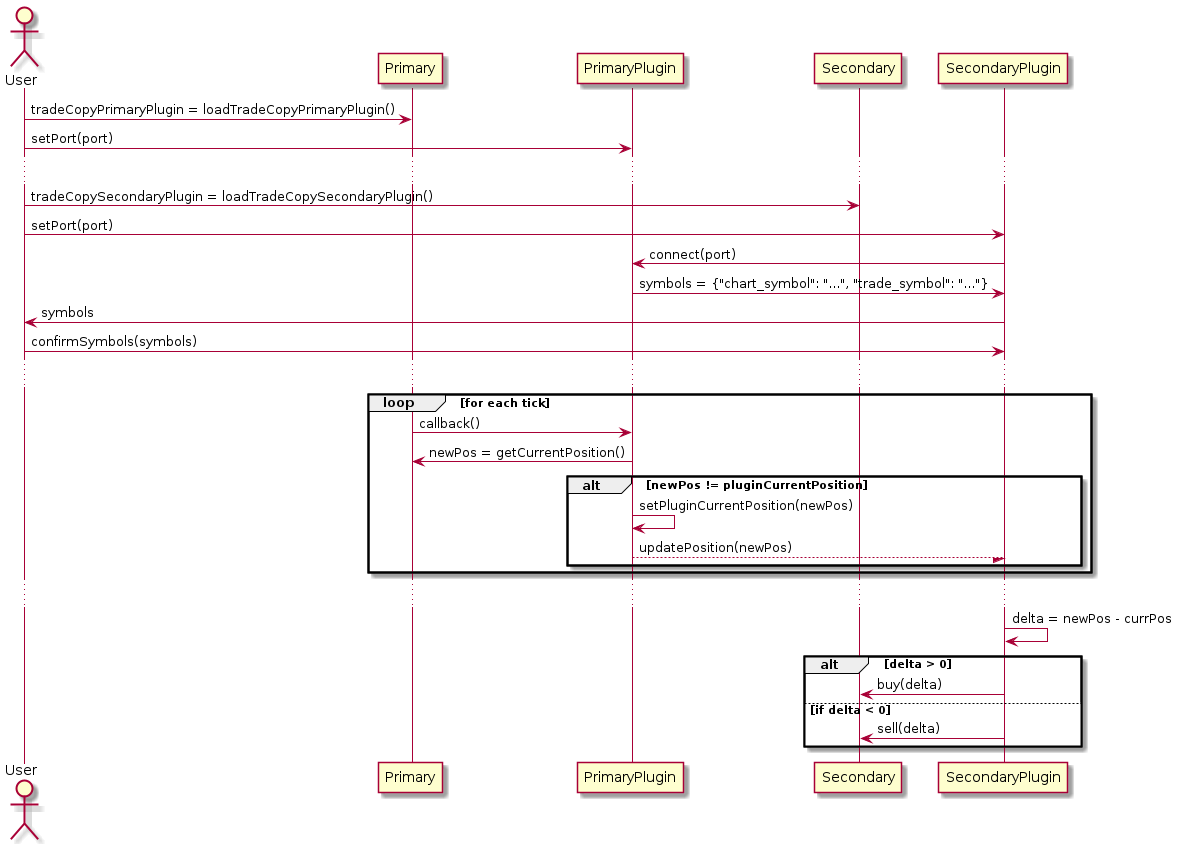 User
Primary
PrimaryPlugin
Secondary
SecondaryPlugin
tradeCopyPrimaryPlugin = loadTradeCopyPrimaryPlugin()
setPort(port)
tradeCopySecondaryPlugin = loadTradeCopySecondaryPlugin()
setPort(port)
connect(port)
symbols = {"chart_symbol": "...", "trade_symbol": "..."}
symbols
confirmSymbols(symbols)
loop [for each tick]
callback()
newPos = getCurrentPosition()
alt [newPos != pluginCurrentPosition]
setPluginCurrentPosition(newPos)
updatePosition(newPos)
delta = newPos - currPos
alt [delta > 0]
buy(delta)
[if delta < 0]
sell(delta)
User
Primary
PrimaryPlugin
Secondary
SecondaryPlugin